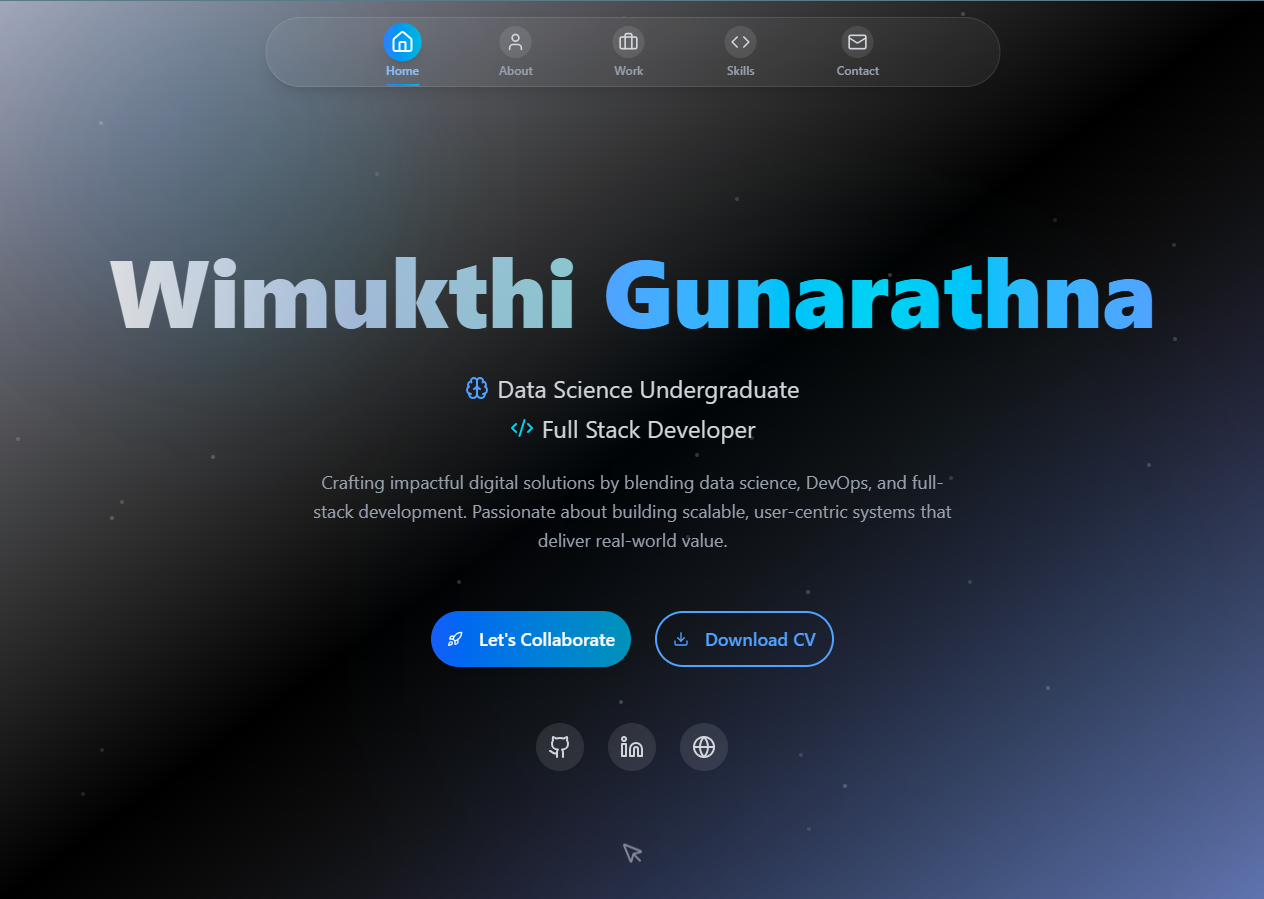 Home About Work Skills Contact
Wimukthi Gunarathna
Data Science Undergraduate
Full Stack Developer
Crafting impactful digital solutions by blending data science, DevOps, and full-
stack development. Passionate about building scalable, user-centric systems that
deliver real-world value.
Let's Collaborate Download CV